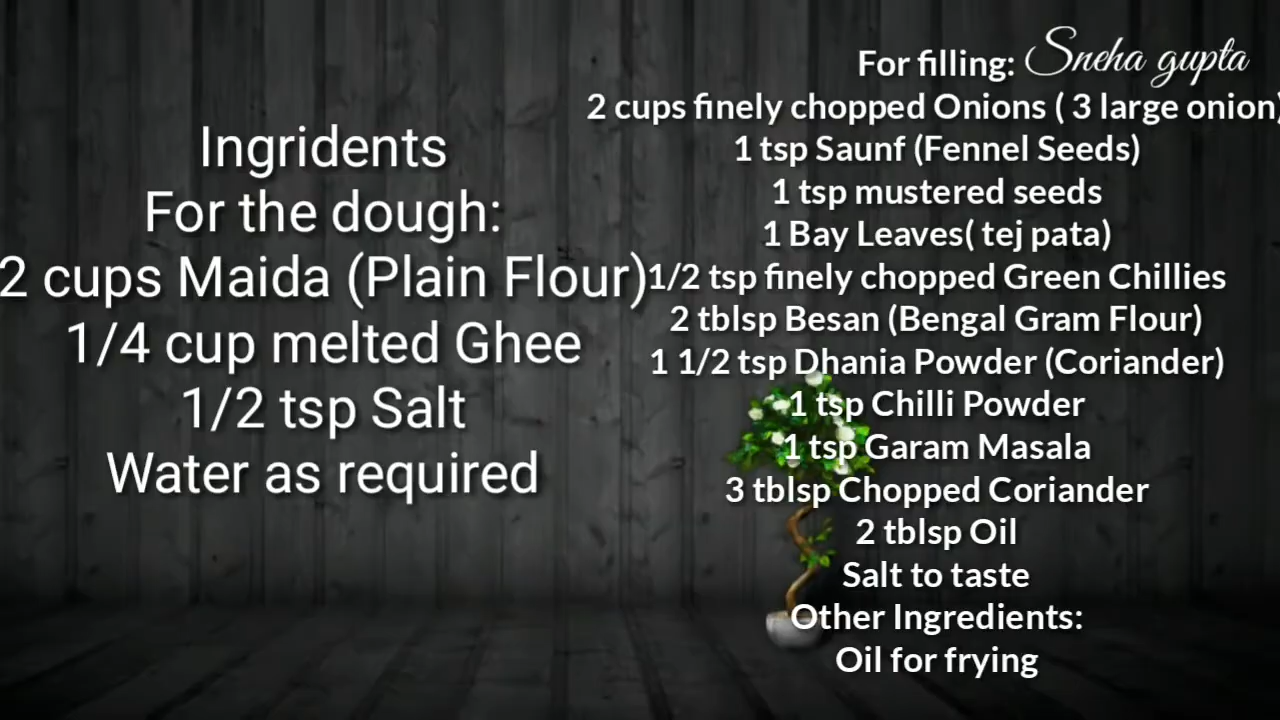 Ingridents
For the dough:
2 cups Maida (Plain Flour)
1/4 cup melted Ghee
1/2 tsp Salt
Water as required
For filling:
Sneha gupta
2 cups finely chopped Onions ( 3 large onion)
1 tsp Saunf (Fennel Seeds)
1 tsp mustered seeds
1 Bay Leaves( tej pata)
1/2 tsp finely chopped Green Chillies
2 tblsp Besan (Bengal Gram Flour)
1 1/2 tsp Dhania Powder (Coriander)
1 tsp Chilli Powder
1 tsp Garam Masala
3 tblsp Chopped Coriander
2 tblsp Oil
Salt to taste
Other Ingredients:
Oil for frying